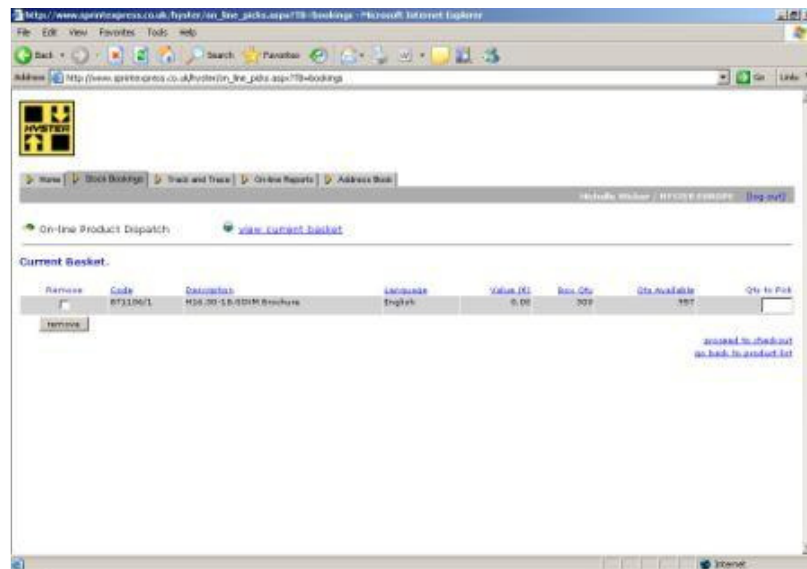 http://www.sprintexpress.co.uk/hyster/on_line_picks.aspx?TB=bookings - Microsoft Internet Explorer
File Edit View Favorites Tools Help
Back Search Favorites
Address http://www.sprintexpress.co.uk/hyster/on_line_picks.aspx?TB=bookings Go Links
HYSTER
Home Stock Bookings Track and Trace On-line Reports Address Book
HYSTER EUROPE (log out)
On-line Product Dispatch view current basket
Current Basket.
Remove Code Description Language Value (€) Box Qty Qty Available Qty to Pick
Brochure English 0.00
remove
proceed to checkout
go back to product list
Internet